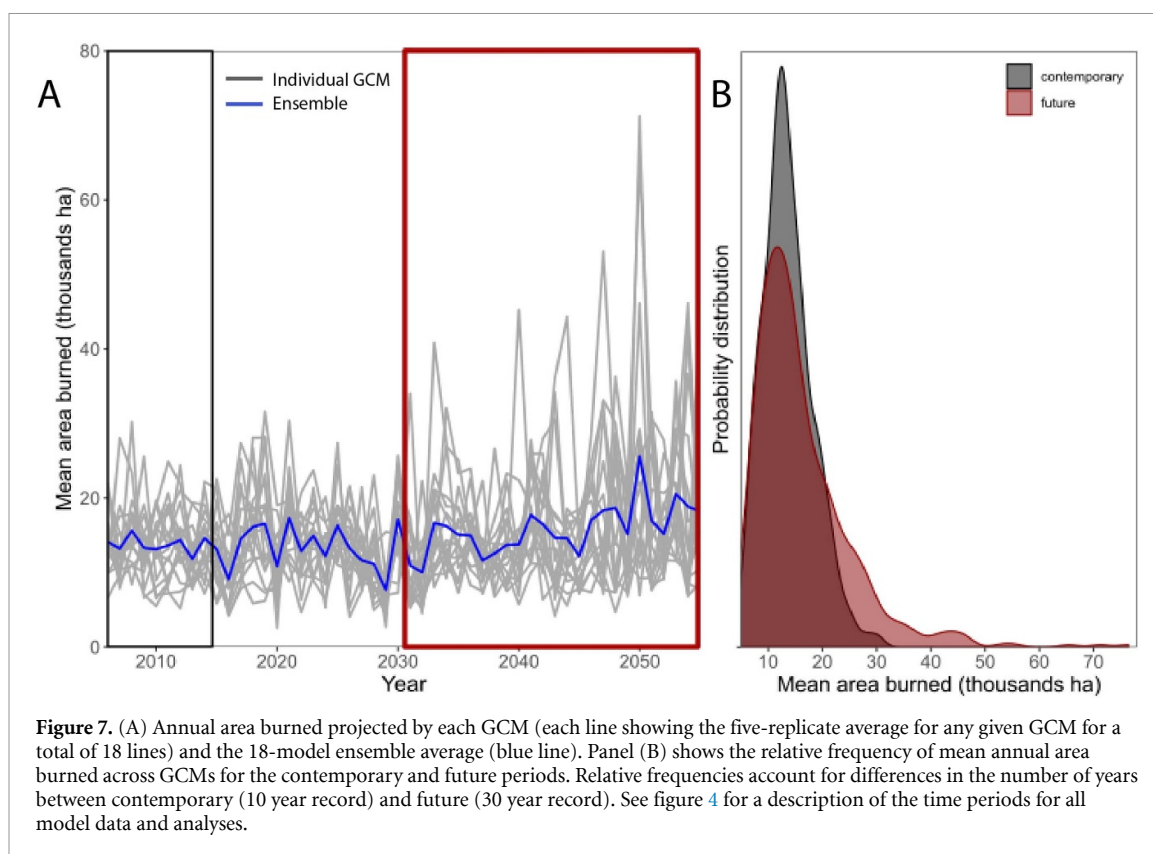 A
Individual GCM
Ensemble
Mean area burned (thousands ha)
80
60
40
20
0
2010
2020
2030
2040
2050
Year
B
contemporary
future
Probability distribution
10
20
30
40
50
60
70
Mean area burned (thousands ha)
Figure 7. (A) Annual area burned projected by each GCM (each line showing the five-replicate average for any given GCM for a
total of 18 lines) and the 18-model ensemble average (blue line). Panel (B) shows the relative frequency of mean annual area
burned across GCMs for the contemporary and future periods. Relative frequencies account for differences in the number of years
between contemporary (10 year record) and future (30 year record). See figure 4 for a description of the time periods for all
model data and analyses.